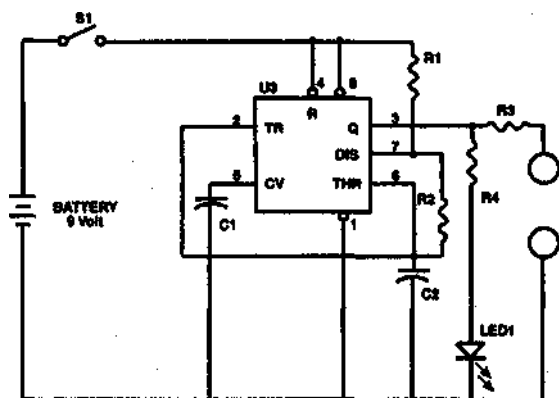 S1
R1
U3
4
8
R
R3
2
TR
Q
3
DIS
7
R4
BATTERY
9 Volt
5
CV
THR
6
R2
C1
1
C2
LED1